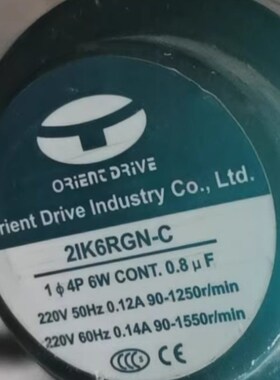 ORIENT DRIVE
rient Drive Industry Co., Ltd.
2IK6RGN-C
1 ϕ 4P 6W CONT. 0.8 μ F
220V 50Hz 0.12A 90-1250r/min
220V 60Hz 0.14A 90-1550r/min
CCC CE